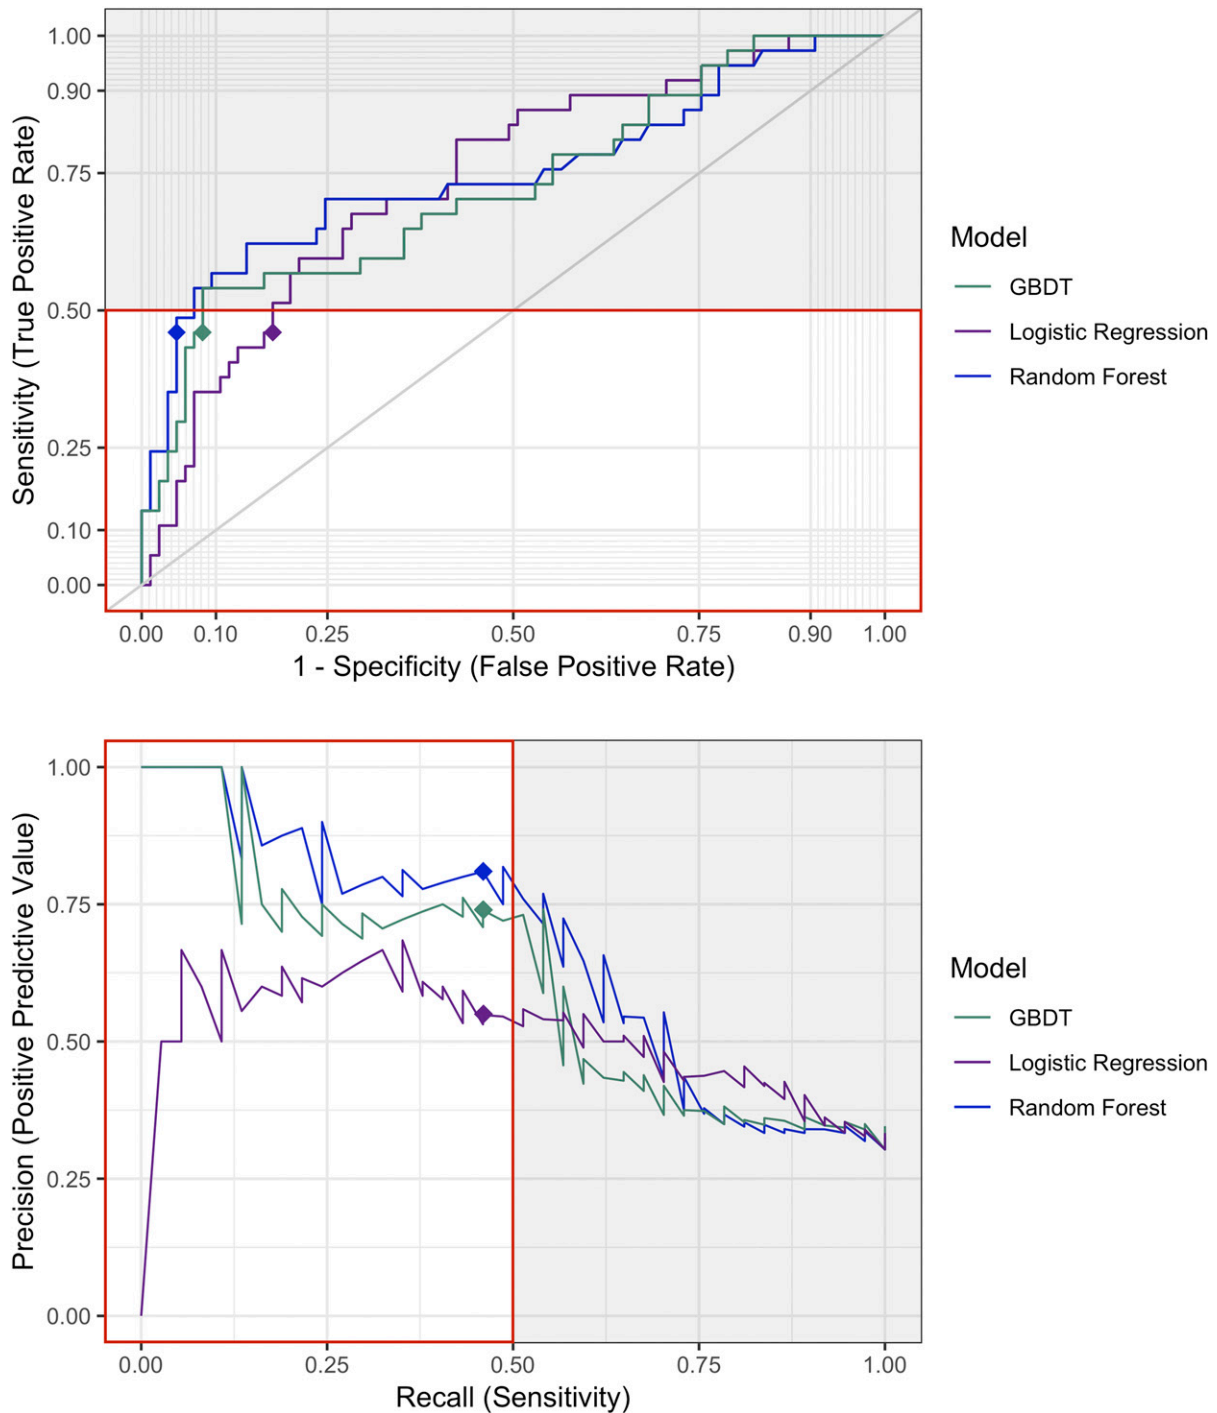 Sensitivity (True Positive Rate)
1.00
0.90
0.75
0.50
0.25
0.10
0.00
0.00 0.10 0.25 0.50 0.75 0.90 1.00
1 - Specificity (False Positive Rate)
Model
GBDT
Logistic Regression
Random Forest
Precision (Positive Predictive Value)
1.00
0.75
0.50
0.25
0.00
0.00 0.25 0.50 0.75 1.00
Recall (Sensitivity)
Model
GBDT
Logistic Regression
Random Forest